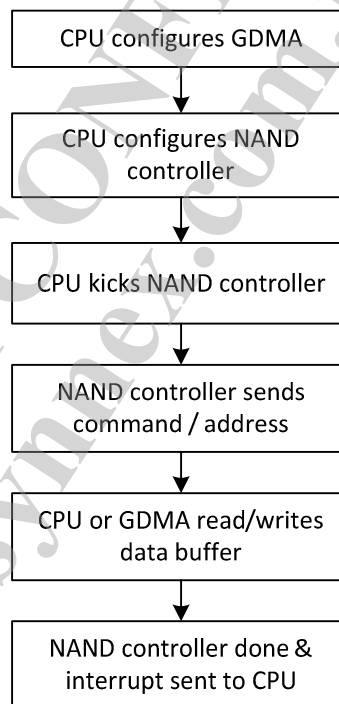 CPU configures GDMA
CPU configures NAND
controller
CPU kicks NAND controller
NAND controller sends
command / address
CPU or GDMA read/writes
data buffer
NAND controller done &
interrupt sent to CPU